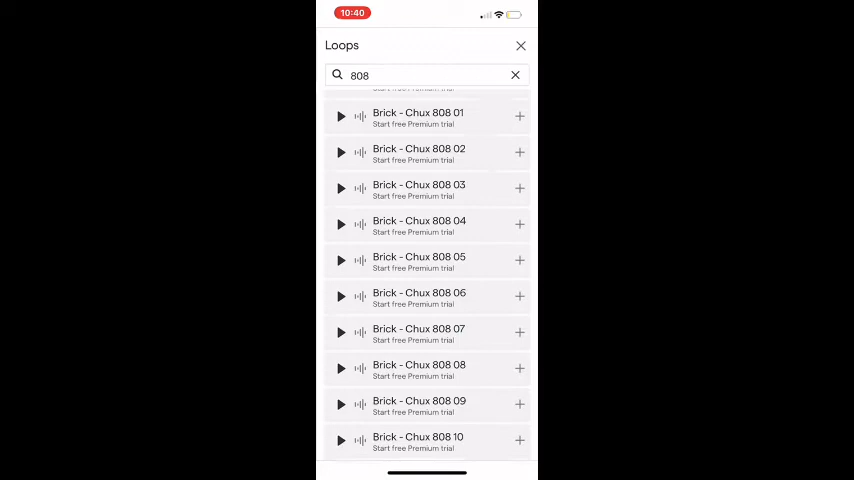 10:40
Loops
808
Start free Premium trial
Brick - Chux 808 01
Start free Premium trial
Brick - Chux 808 02
Start free Premium trial
Brick - Chux 808 03
Start free Premium trial
Brick - Chux 808 04
Start free Premium trial
Brick - Chux 808 05
Start free Premium trial
Brick - Chux 808 06
Start free Premium trial
Brick - Chux 808 07
Start free Premium trial
Brick - Chux 808 08
Start free Premium trial
Brick - Chux 808 09
Start free Premium trial
Brick - Chux 808 10
Start free Premium trial